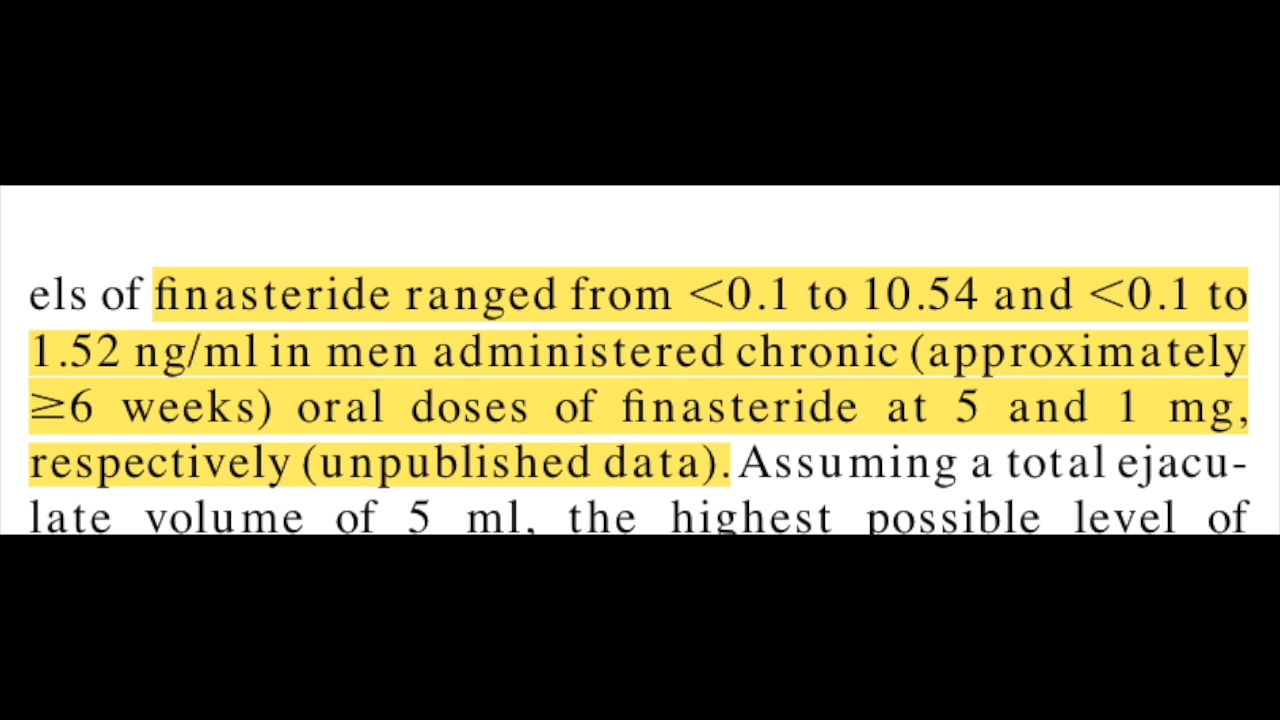 els of finasteride ranged from <0.1 to 10.54 and <0.1 to
1.52 ng/ml in men administered chronic (approximately
≥6 weeks) oral doses of finasteride at 5 and 1 mg,
respectively (unpublished data). Assuming a total ejacu-
late volume of 5 ml, the highest possible level of